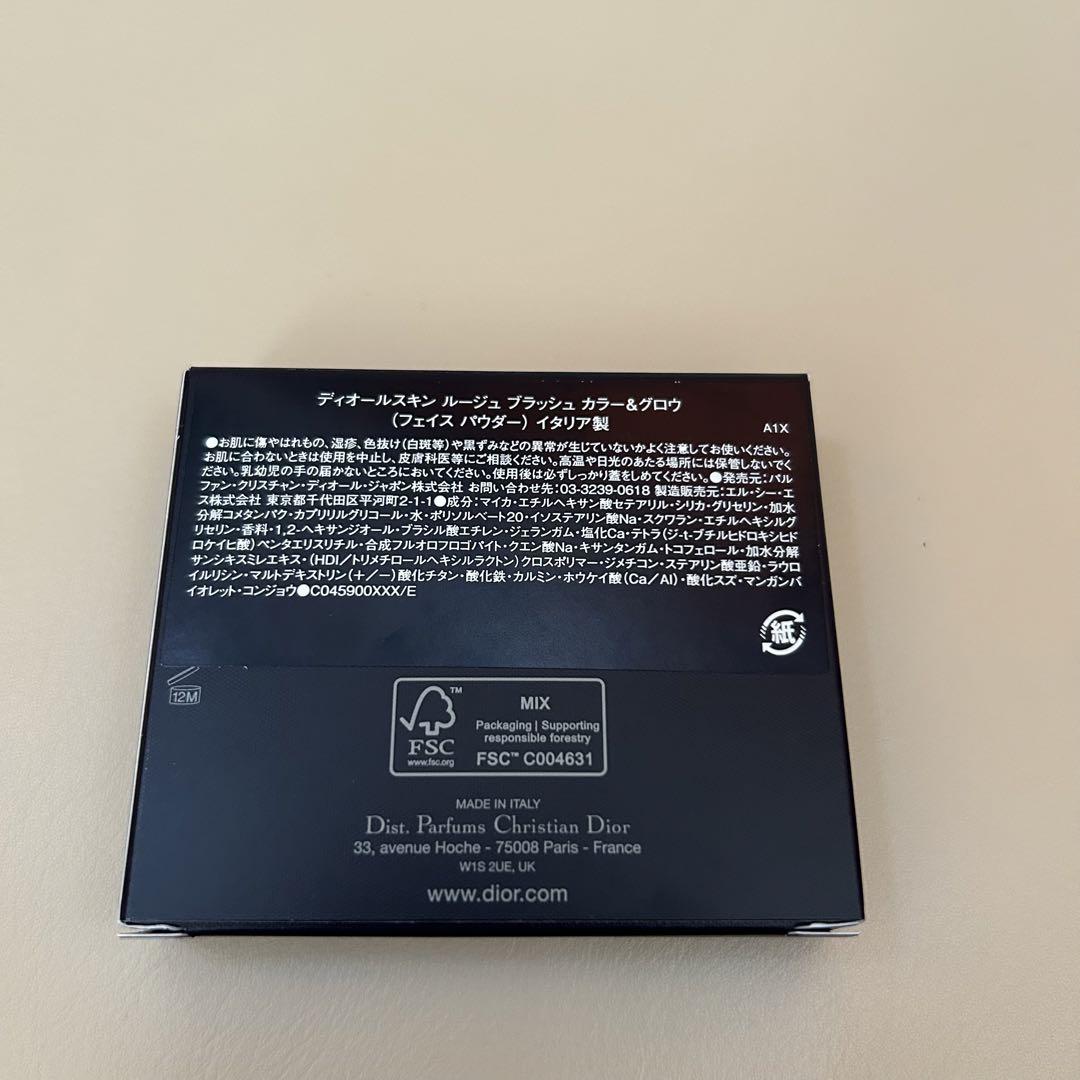 ディオールスキン ルージュ ブラッシュ カラー&グロウ
(フェイス パウダー) イタリア製
A1X
●お肌に傷やはれもの、湿疹、色抜け(白斑等)や黒ずみなどの異常が生じていないかよく注意してお使いください。
お肌に合わないときは使用を中止し、皮膚科医等にご相談ください。高温や日光のあたる場所には保管しないでく
ださい。乳幼児の手の届かないところにおいてください。使用後は必ずしっかり蓋をしめてください。●発売元:パル
ファン・クリスチャン・ディオール・ジャポン株式会社 お問い合わせ先:03-3239-0618 製造販売元:エル・シー・エ
ス株式会社 東京都千代田区平河町2-1-1●成分:マイカ・エチルヘキサン酸セテアリル・シリカ・グリセリン・加水
分解コメタンパク・カプリリルグリコール・水・ポリソルベート20・イソステアリン酸Na・スクワラン・エチルヘキシルグ
リセリン・香料・1,2-ヘキサンジオール・ブラシル酸エチレン・ジェランガム・塩化Ca・テトラ(ジ-t-ブチルヒドロキシヒド
ロケイヒ酸)ペンタエリスリチル・合成フルオロフロゴパイト・クエン酸Na・キサンタンガム・トコフェロール・加水分解
サンシキスミレエキス・(HDI/トリメチロールヘキシルラクトン)クロスポリマー・ジメチコン・ステアリン酸亜鉛・ラウロ
イルリシン・マルトデキストリン(+/-)酸化チタン・酸化鉄・カルミン・ホウケイ酸(Ca/Al)・酸化スズ・マンガンバ
イオレット・コンジョウ●C045900XXX/E
紙
12M
FSC™
www.fsc.org
MIX
Packaging | Supporting
responsible forestry
FSC™ C004631
MADE IN ITALY
Dist. Parfums Christian Dior
33, avenue Hoche - 75008 Paris - France
W1S 2UE, UK
www.dior.com